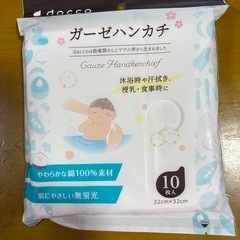 dacco
ガーゼハンカチ
daccoは助産師さんとママの声から生まれました
Gauze Handkerchief
沐浴時や汗拭き、
授乳・食事時に
やわらかな綿100％素材
肌にやさしい無蛍光
10
枚入
32cm×32cm